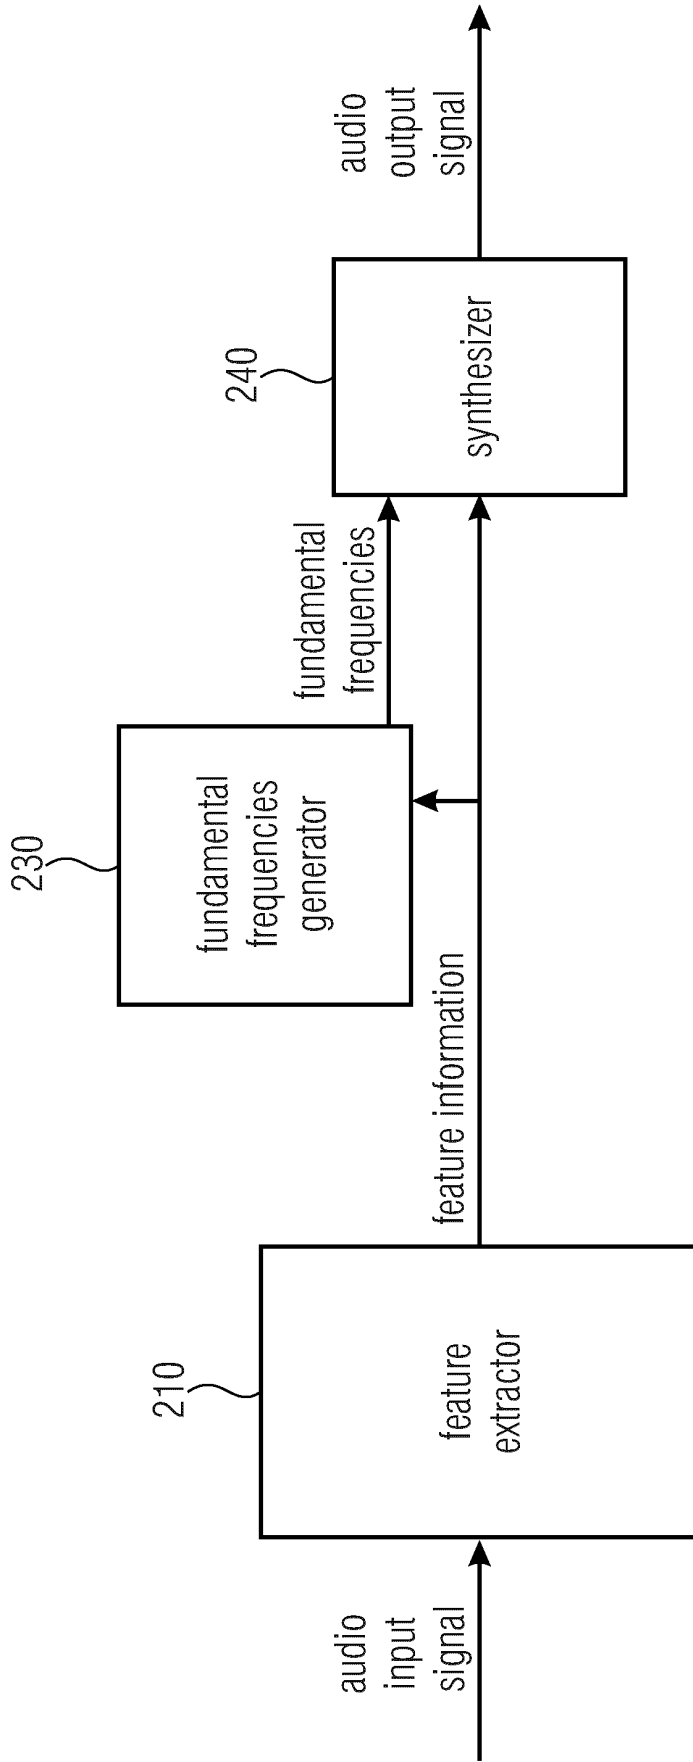 audio
input
signal
210
feature
extractor
feature information
230
fundamental
frequencies
generator
fundamental
frequencies
240
synthesizer
audio
output
signal